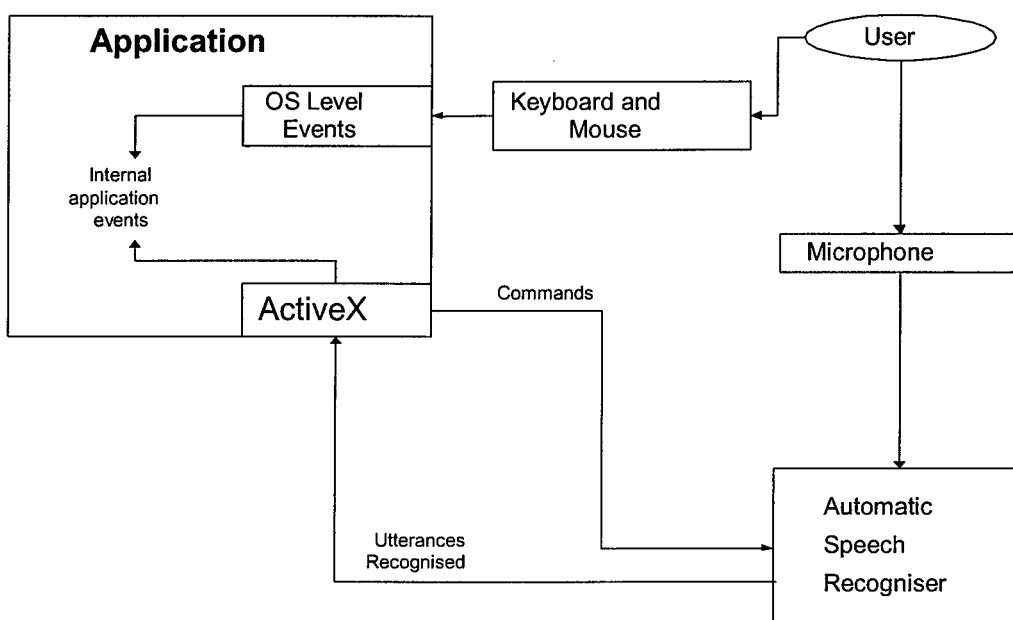 Application
User
OS Level
Events
Keyboard and
Mouse
Internal
application
events
Microphone
ActiveX
Commands
Automatic
Speech
Recogniser
Utterances
Recognised